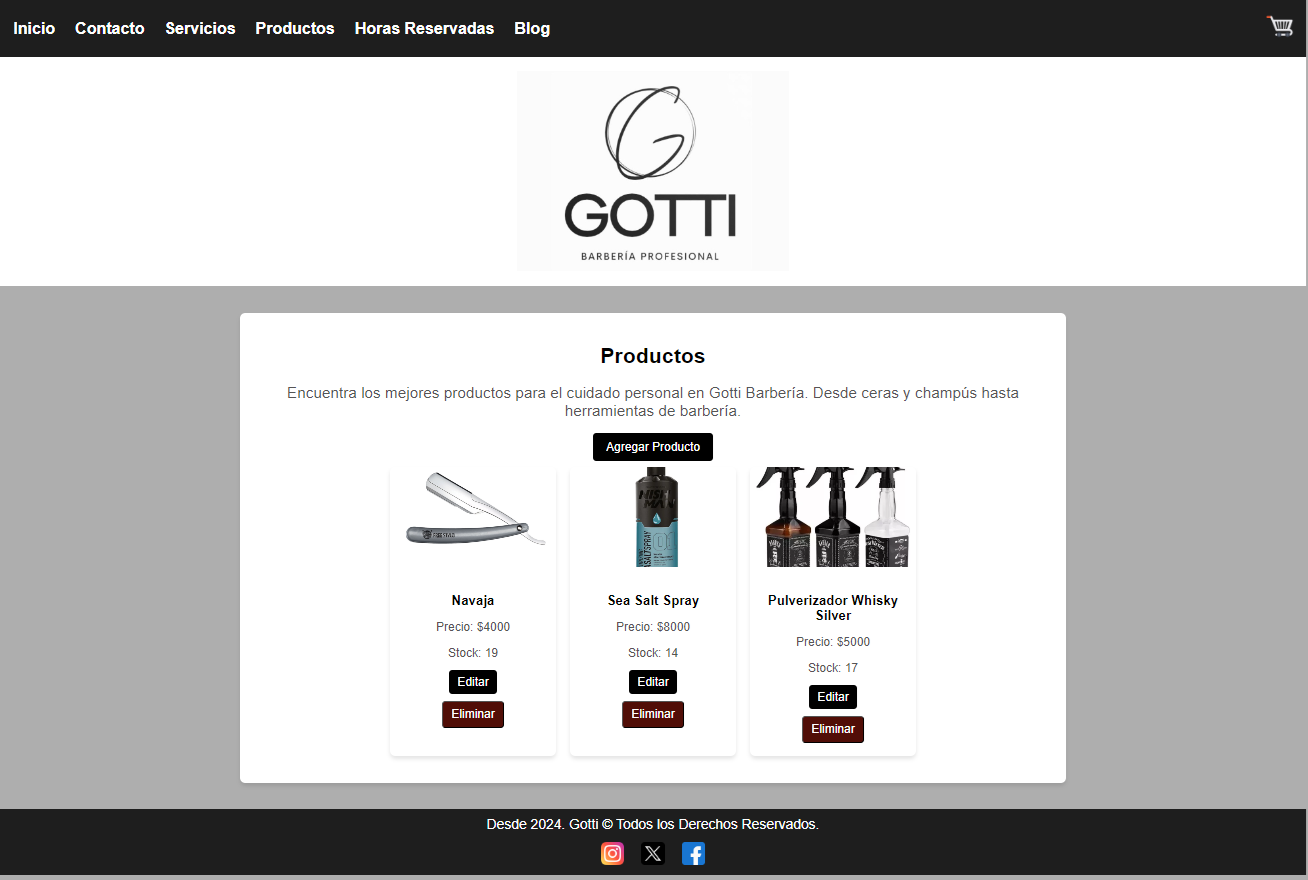 Inicio Contacto Servicios Productos Horas Reservadas Blog
GOTTI
BARBERÍA PROFESIONAL
Productos
Encuentra los mejores productos para el cuidado personal en Gotti Barbería. Desde ceras y champús hasta
herramientas de barbería.
Agregar Producto
FREESTYLO
Navaja
Precio: $4000
Stock: 19
Editar
Eliminar
Sea Salt Spray
Precio: $8000
Stock: 14
Editar
Eliminar
Pulverizador Whisky
Silver
Precio: $5000
Stock: 17
Editar
Eliminar
Desde 2024. Gotti © Todos los Derechos Reservados.